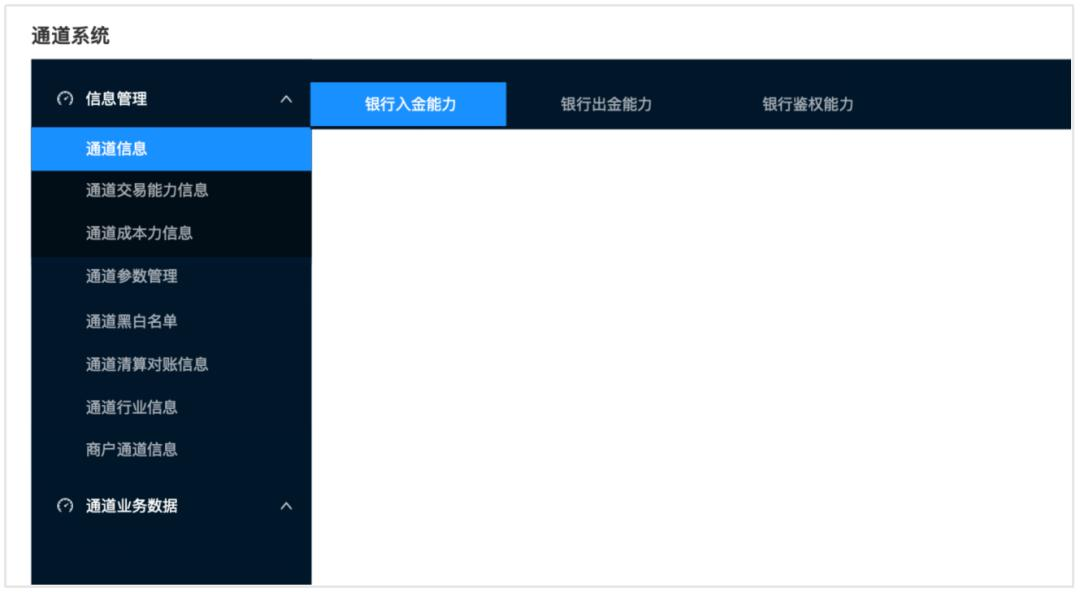 通道系统
信息管理
银行入金能力 银行出金能力 银行鉴权能力
通道信息
通道交易能力信息
通道成本力信息
通道参数管理
通道黑白名单
通道清算对账信息
通道行业信息
商户通道信息
通道业务数据